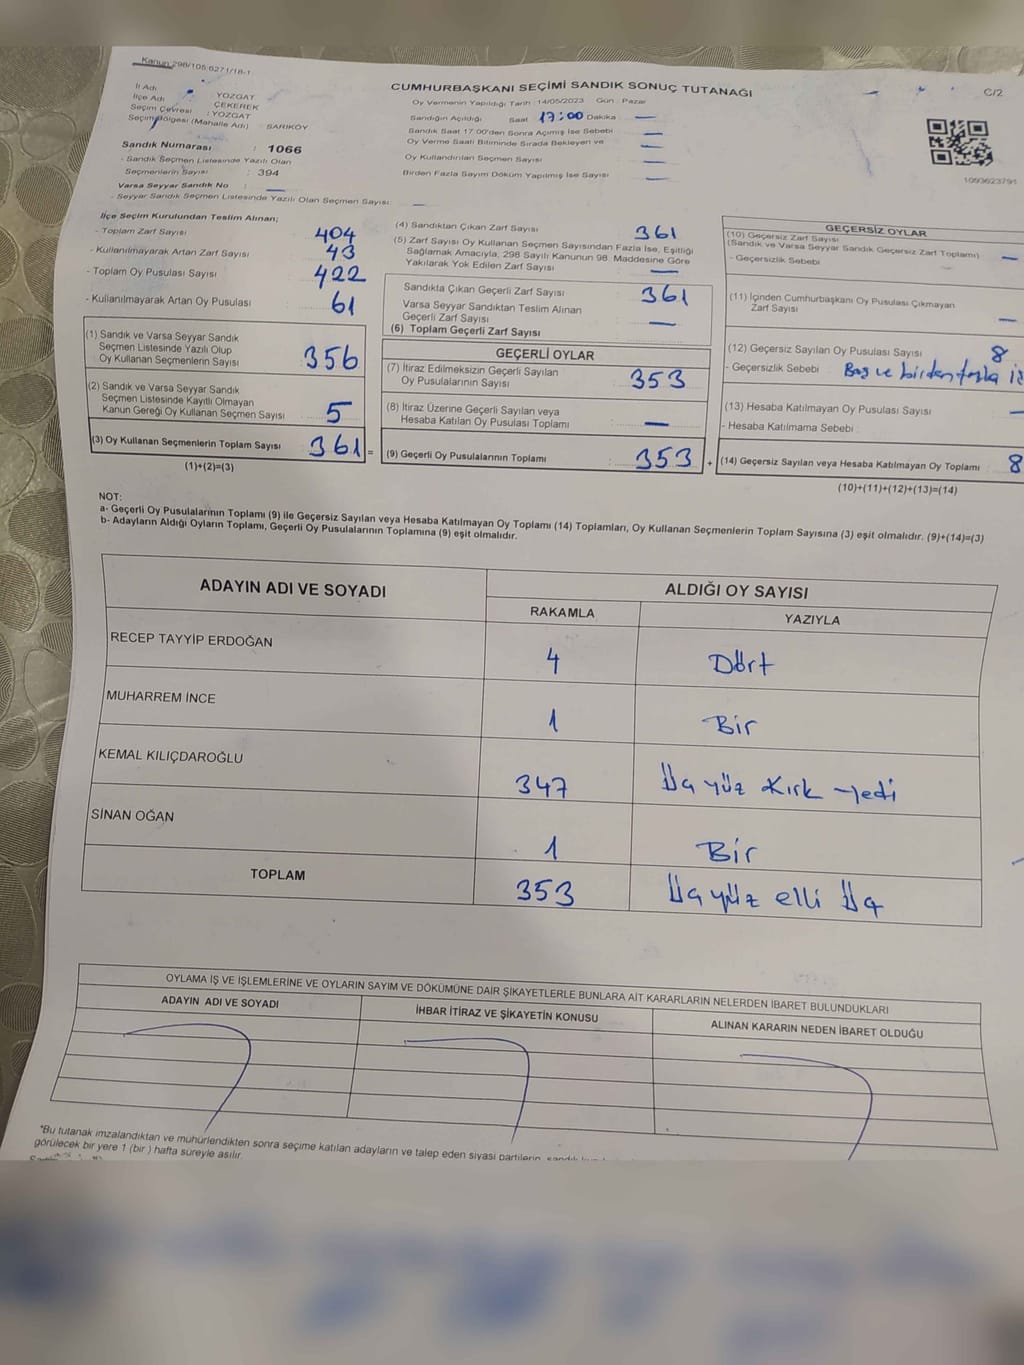 Kanun 298/105:6271/18-1
C/2
CUMHURBAŞKANI SEÇİMİ SANDIK SONUÇ TUTANAĞI
İl Adı : YOZGAT
İlçe Adı : ÇEKEREK
Seçim Çevresi : YOZGAT
Seçim Bölgesi (Mahalle Adı) : SARIKÖY
Sandık Numarası : 1066
- Sandık Seçmen Listesinde Yazılı Olan
Seçmenlerin Sayısı : 394
Varsa Seyyar Sandık No : —
- Seyyar Sandık Seçmen Listesinde Yazılı Olan Seçmen Sayısı: —
Oy Vermenin Yapıldığı Tarih : 14/05/2023 Gün : Pazar
Sandığın Açıldığı Saat 17:00 Dakika —
Sandık Saat 17.00'den Sonra Açılmış İse Sebebi —
Oy Verme Saati Bitiminde Sırada Bekleyen ve —
Oy Kullandırılan Seçmen Sayısı —
Birden Fazla Sayım Döküm Yapılmış İse Sayısı —
1093623791
İlçe Seçim Kurulundan Teslim Alınan;
- Toplam Zarf Sayısı 404
- Kullanılmayarak Artan Zarf Sayısı 43
- Toplam Oy Pusulası Sayısı 422
- Kullanılmayarak Artan Oy Pusulası 61
(1) Sandık ve Varsa Seyyar Sandık
Seçmen Listesinde Yazılı Olup
Oy Kullanan Seçmenlerin Sayısı 356
(2) Sandık ve Varsa Seyyar Sandık
Seçmen Listesinde Kayıtlı Olmayan
Kanun Gereği Oy Kullanan Seçmen Sayısı 5
(3) Oy Kullanan Seçmenlerin Toplam Sayısı 361 =
(1)+(2)=(3)
(4) Sandıktan Çıkan Zarf Sayısı 361
(5) Zarf Sayısı Oy Kullanan Seçmen Sayısından Fazla İse, Eşitliği
Sağlamak Amacıyla, 298 Sayılı Kanunun 98. Maddesine Göre
Yakılarak Yok Edilen Zarf Sayısı —
Sandıkta Çıkan Geçerli Zarf Sayısı 361
Varsa Seyyar Sandıktan Teslim Alınan
Geçerli Zarf Sayısı —
(6) Toplam Geçerli Zarf Sayısı
GEÇERLİ OYLAR
(7) İtiraz Edilmeksizin Geçerli Sayılan
Oy Pusulalarının Sayısı 353
(8) İtiraz Üzerine Geçerli Sayılan veya
Hesaba Katılan Oy Pusulası Toplamı —
(9) Geçerli Oy Pusulalarının Toplamı : 353 +
GEÇERSİZ OYLAR
(10) Geçersiz Zarf Sayısı
(Sandık ve Varsa Seyyar Sandık Geçersiz Zarf Toplamı) —
- Geçersizlik Sebebi
(11) İçinden Cumhurbaşkanı Oy Pusulası Çıkmayan
Zarf Sayısı —
(12) Geçersiz Sayılan Oy Pusulası Sayısı 8
- Geçersizlik Sebebi Boş ve birden fazla
(13) Hesaba Katılmayan Oy Pusulası Sayısı —
- Hesaba Katılmama Sebebi
(14) Geçersiz Sayılan veya Hesaba Katılmayan Oy Toplamı 8
(10)+(11)+(12)+(13)=(14)
NOT:
a- Geçerli Oy Pusulalarının Toplamı (9) ile Geçersiz Sayılan veya Hesaba Katılmayan Oy Toplamı (14) Toplamları, Oy Kullanan Seçmenlerin Toplam Sayısına (3) eşit olmalıdır. (9)+(14)=(3)
b- Adayların Aldığı Oyların Toplamı, Geçerli Oy Pusulalarının Toplamına (9) eşit olmalıdır.
ADAYIN ADI VE SOYADI
ALDIĞI OY SAYISI
RAKAMLA YAZIYLA
RECEP TAYYİP ERDOĞAN 4 Dört
MUHARREM İNCE 1 Bir
KEMAL KILIÇDAROĞLU 347 Üç yüz Kırk yedi
SİNAN OĞAN 1 Bir
TOPLAM 353 Üç yüz elli Üç
OYLAMA İŞ VE İŞLEMLERİNE VE OYLARIN SAYIM VE DÖKÜMÜNE DAİR ŞİKAYETLERLE BUNLARA AİT KARARLARIN NELERDEN İBARET BULUNDUKLARI
ADAYIN ADI VE SOYADI İHBAR İTİRAZ VE ŞİKAYETİN KONUSU ALINAN KARARIN NEDEN İBARET OLDUĞU
*Bu tutanak imzalandıktan ve mühürlendikten sonra seçime katılan adayların ve talep eden siyasi partilerin
görülecek bir yere 1 (bir ) hafta süreyle asılır.